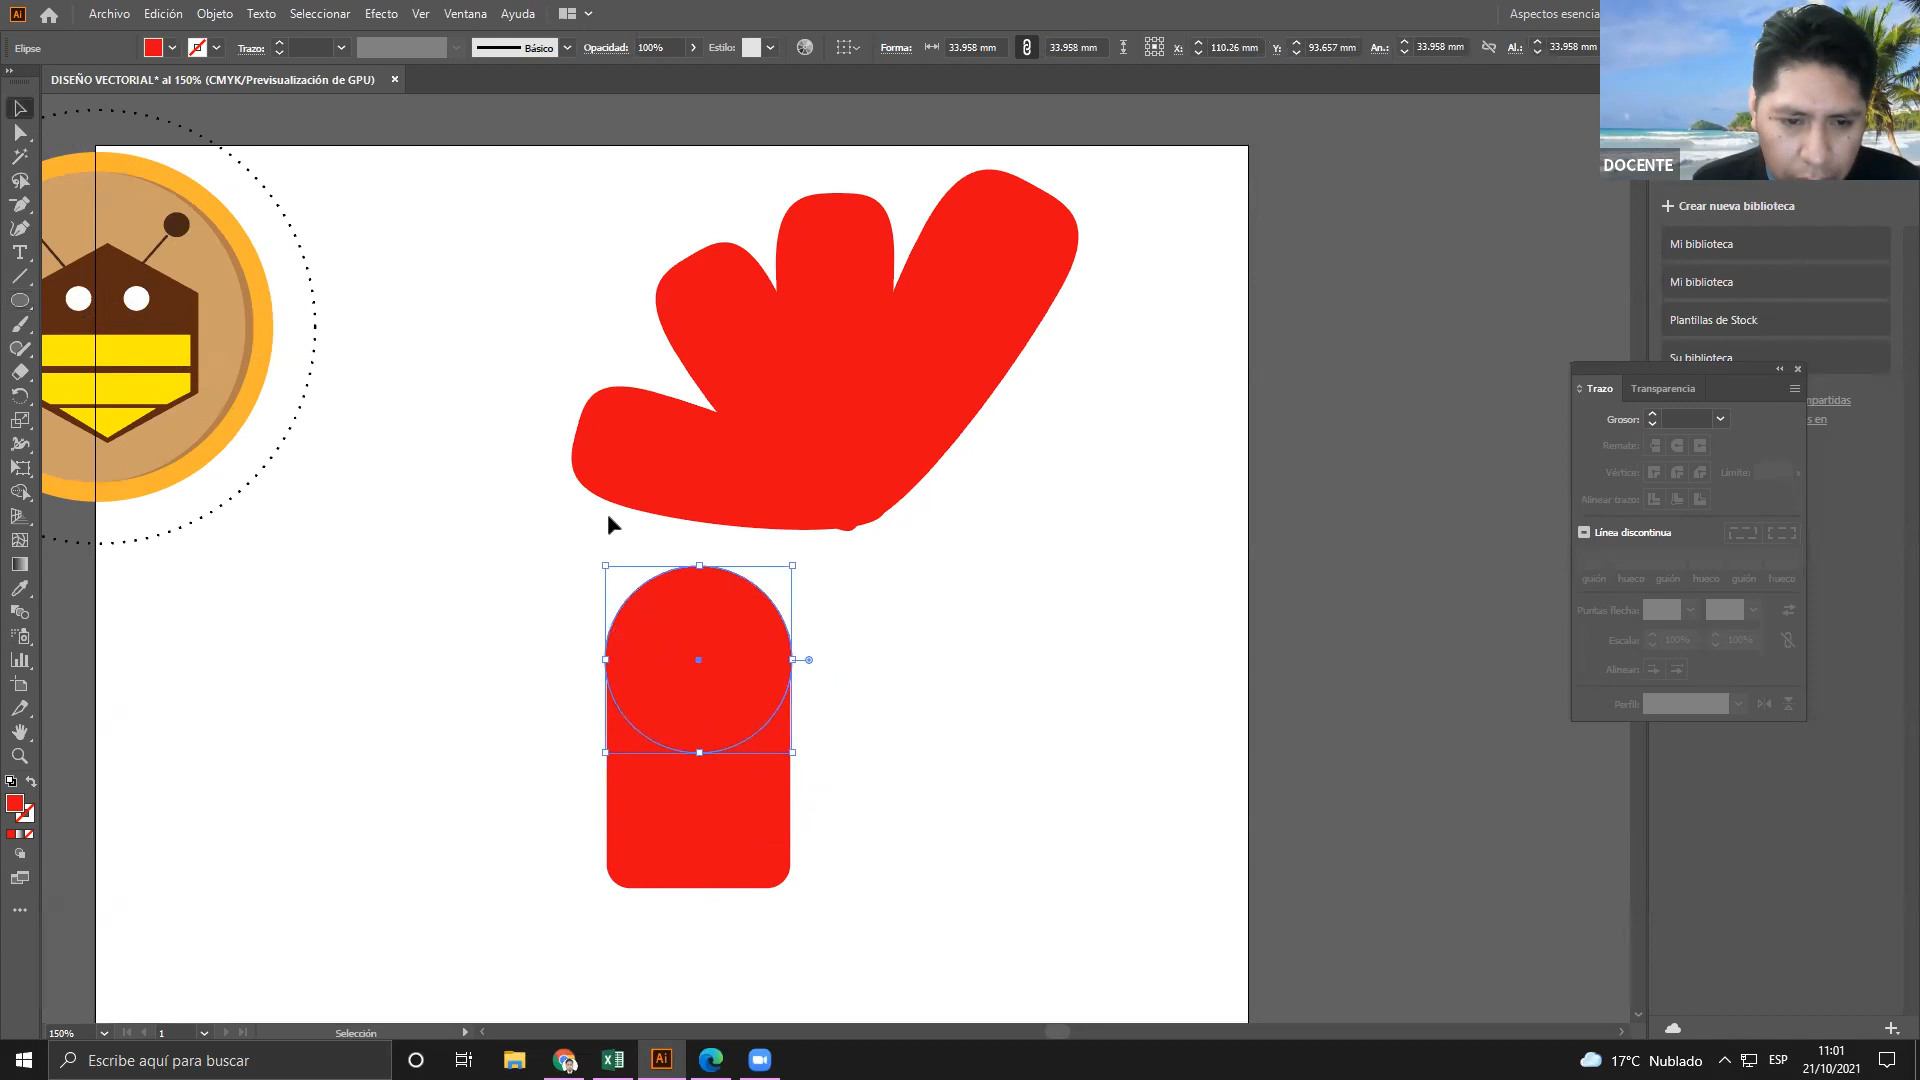 Ai Archivo Edición Objeto Texto Seleccionar Efecto Ver Ventana Ayuda Aspectos esencia
Elipse Trazo: Básico Opacidad: 100% Estilo: Forma: 33.958 mm 33.958 mm X: 110.26 mm Y: 93.657 mm An.: 33.958 mm Al.: 33.958 mm
DISEÑO VECTORIAL* al 150% (CMYK/Previsualización de GPU) ×
DOCENTE
Crear nueva biblioteca
Mi biblioteca
Mi biblioteca
Plantillas de Stock
Su biblioteca
mpartidas
s en
Trazo Transparencia
Grosor:
Remate:
Vértice: Límite: x
Alinear trazo:
Línea discontinua
guión hueco guión hueco guión hueco
Puntas flecha:
Escala: 100% 100%
Alinear:
Perfil:
150% 1 Selección
Escribe aquí para buscar Ai 17°C Nublado ESP 11:01
21/10/2021